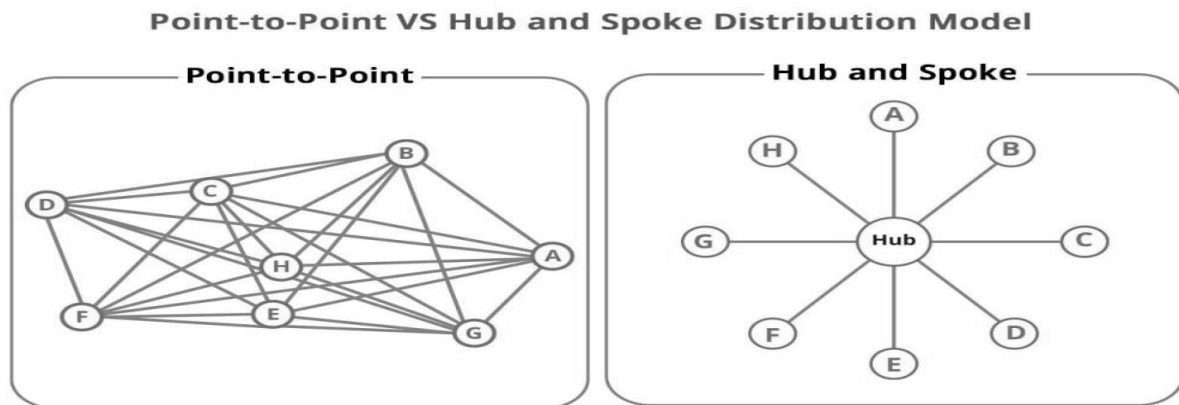 Point-to-Point VS Hub and Spoke Distribution Model
Point-to-Point
B
C
D
A
H
F
E
G
Hub and Spoke
A
H
B
G
Hub
C
F
D
E